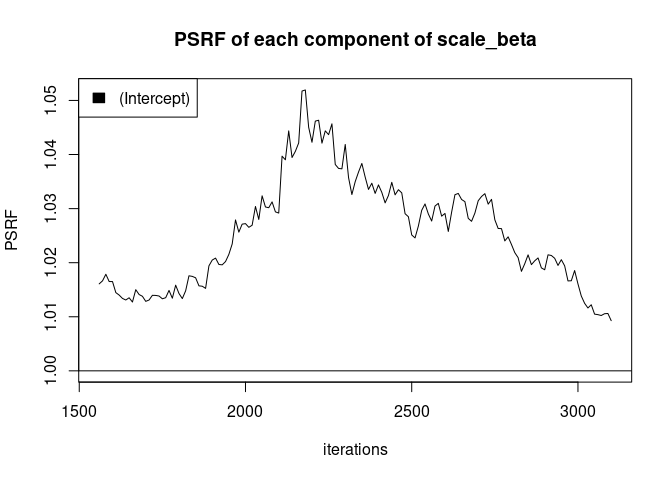 PSRF of each component of scale_beta
(Intercept)
PSRF
1.05
1.04
1.03
1.02
1.01
1.00
1500 2000 2500 3000
iterations